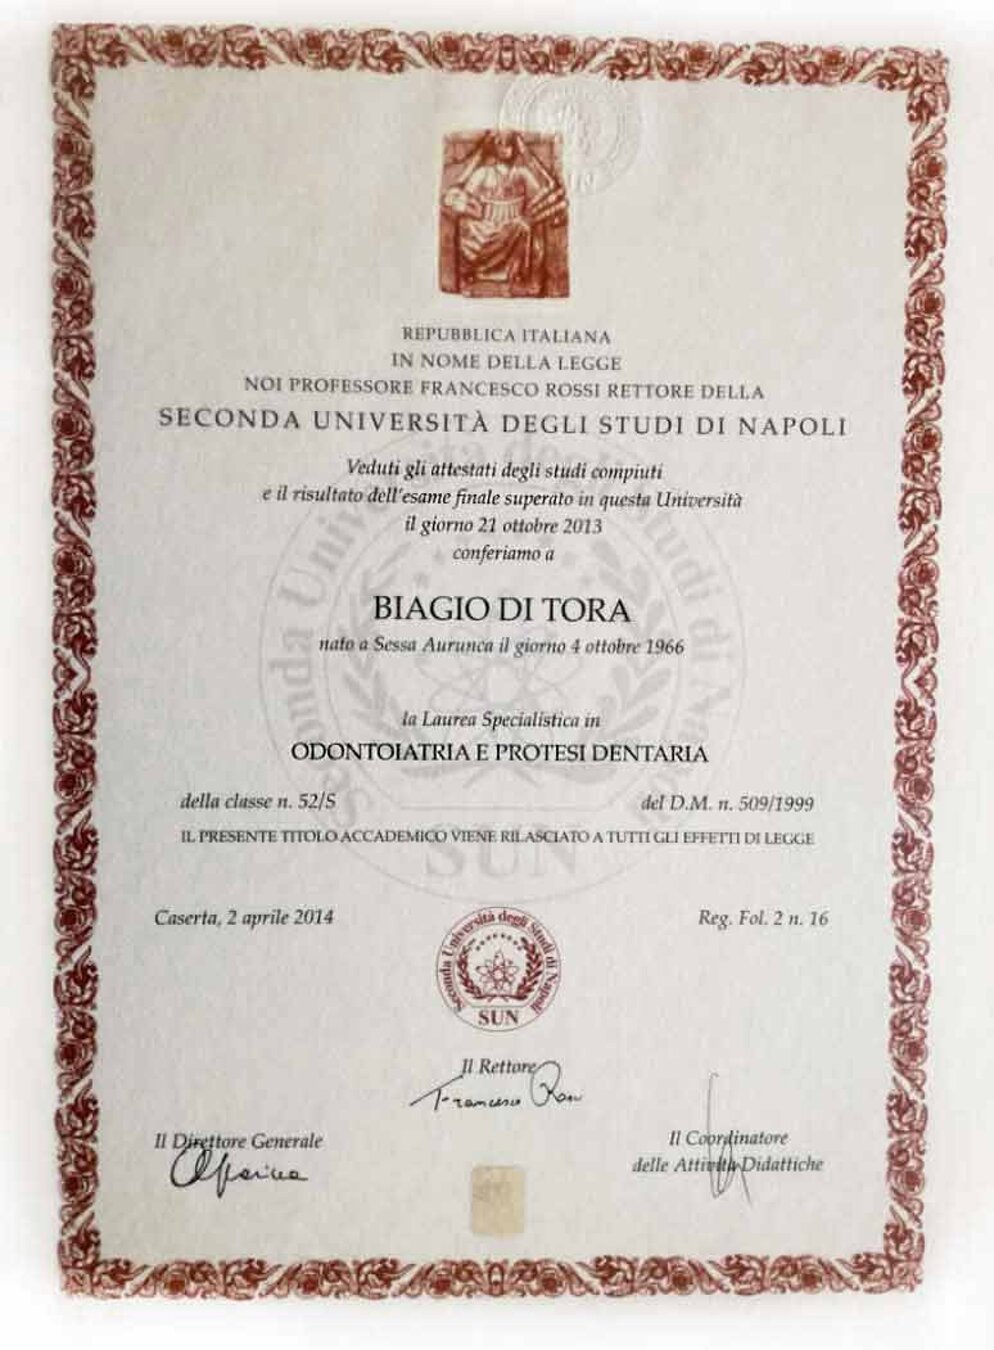 REPUBBLICA ITALIANA
IN NOME DELLA LEGGE
NOI PROFESSORE FRANCESCO ROSSI RETTORE DELLA
SECONDA UNIVERSITÀ DEGLI STUDI DI NAPOLI
Veduti gli attestati degli studi compiuti
e il risultato dell'esame finale superato in questa Università
il giorno 21 ottobre 2013
conferiamo a
BIAGIO DI TORA
nato a Sessa Aurunca il giorno 4 ottobre 1966
la Laurea Specialistica in
ODONTOIATRIA E PROTESI DENTARIA
della classe n. 52/S del D.M. n. 509/1999
IL PRESENTE TITOLO ACCADEMICO VIENE RILASCIATO A TUTTI GLI EFFETTI DI LEGGE
SUN
Caserta, 2 aprile 2014 Reg. Fol. 2 n. 16
Seconda Università degli Studi di Napoli
SUN
Il Rettore
Francesco Rossi
Il Direttore Generale
Il Coordinatore
delle Attività Didattiche